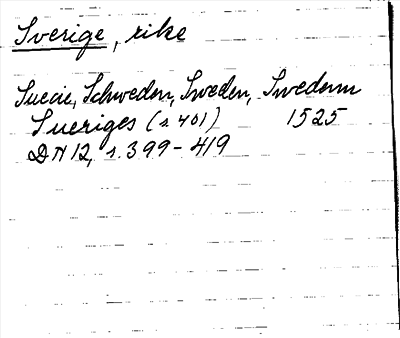 Sverige, rike
Suecie, Schweden, Sweden, Swedenn
Sueriges (s. 401) 1525
DN 12, s. 399-419